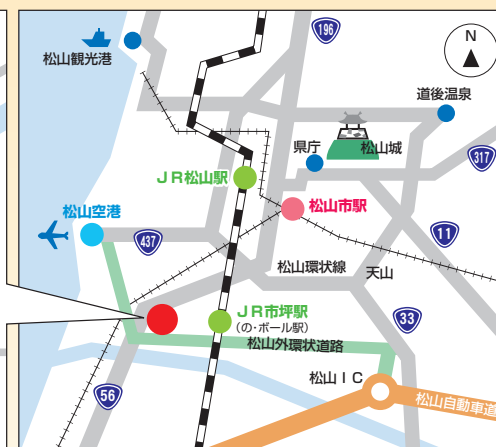 196
N
松山観光港
道後温泉
県庁
松山城
317
JR松山駅
松山空港
松山市駅
437
11
松山環状線
天山
JR市坪駅
(の・ボール駅)
33
松山外環状道路
松山IC
56
松山自動車道